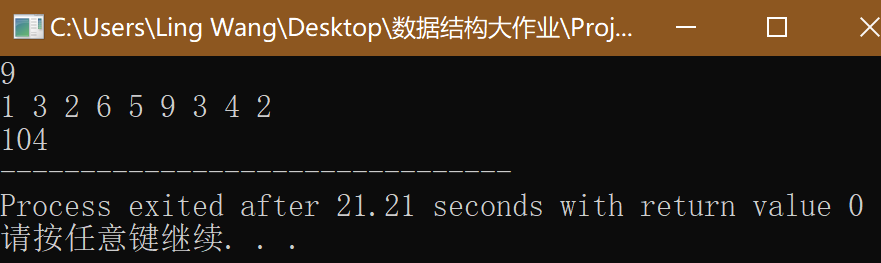 C:\Users\Ling Wang\Desktop\数据结构大作业\Proj...
9
1 3 2 6 5 9 3 4 2
104
--------------------------------
Process exited after 21.21 seconds with return value 0
请按任意键继续. . .